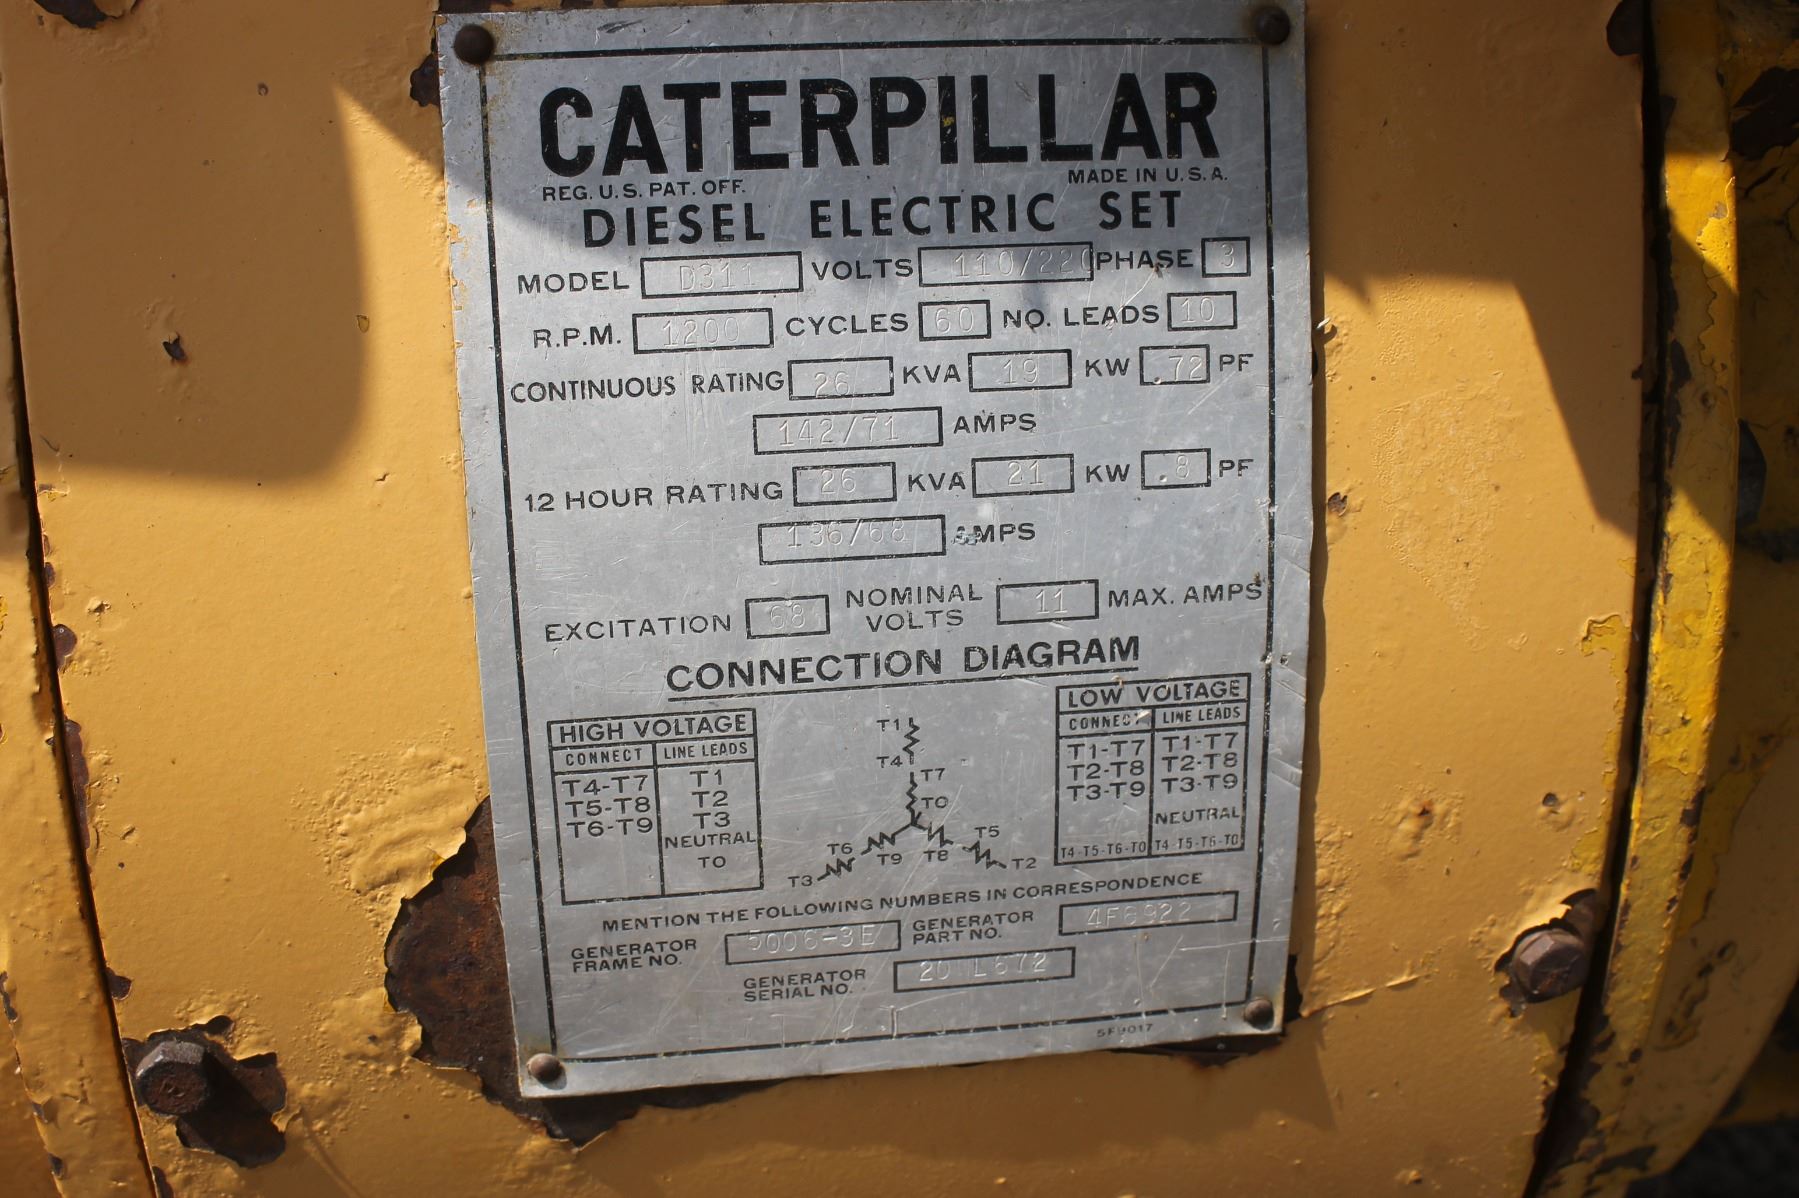 CATERPILLAR
REG. U.S. PAT. OFF. MADE IN U.S.A.
DIESEL ELECTRIC SET
MODEL D311 VOLTS 110/220 PHASE 3
R.P.M. 1200 CYCLES 60 NO. LEADS 10
CONTINUOUS RATING 26 KVA 19 KW .72 PF
142/71 AMPS
12 HOUR RATING 26 KVA 21 KW .8 PF
136/68 AMPS
EXCITATION 68 NOMINAL VOLTS 11 MAX. AMPS
CONNECTION DIAGRAM
HIGH VOLTAGE
CONNECT LINE LEADS
T4-T7 T1
T5-T8 T2
T6-T9 T3
NEUTRAL
TO
T1
T4
T7
TO
T6 T9 T8 T5
T3 T2
LOW VOLTAGE
CONNECT LINE LEADS
T1-T7 T1-T7
T2-T8 T2-T8
T3-T9 T3-T9
NEUTRAL
T4-T5-T6-TO T4-T5-T6-TO
MENTION THE FOLLOWING NUMBERS IN CORRESPONDENCE
GENERATOR FRAME NO. 5006-3E GENERATOR PART NO. 4F6922
GENERATOR SERIAL NO. 20 L 672
5F9017